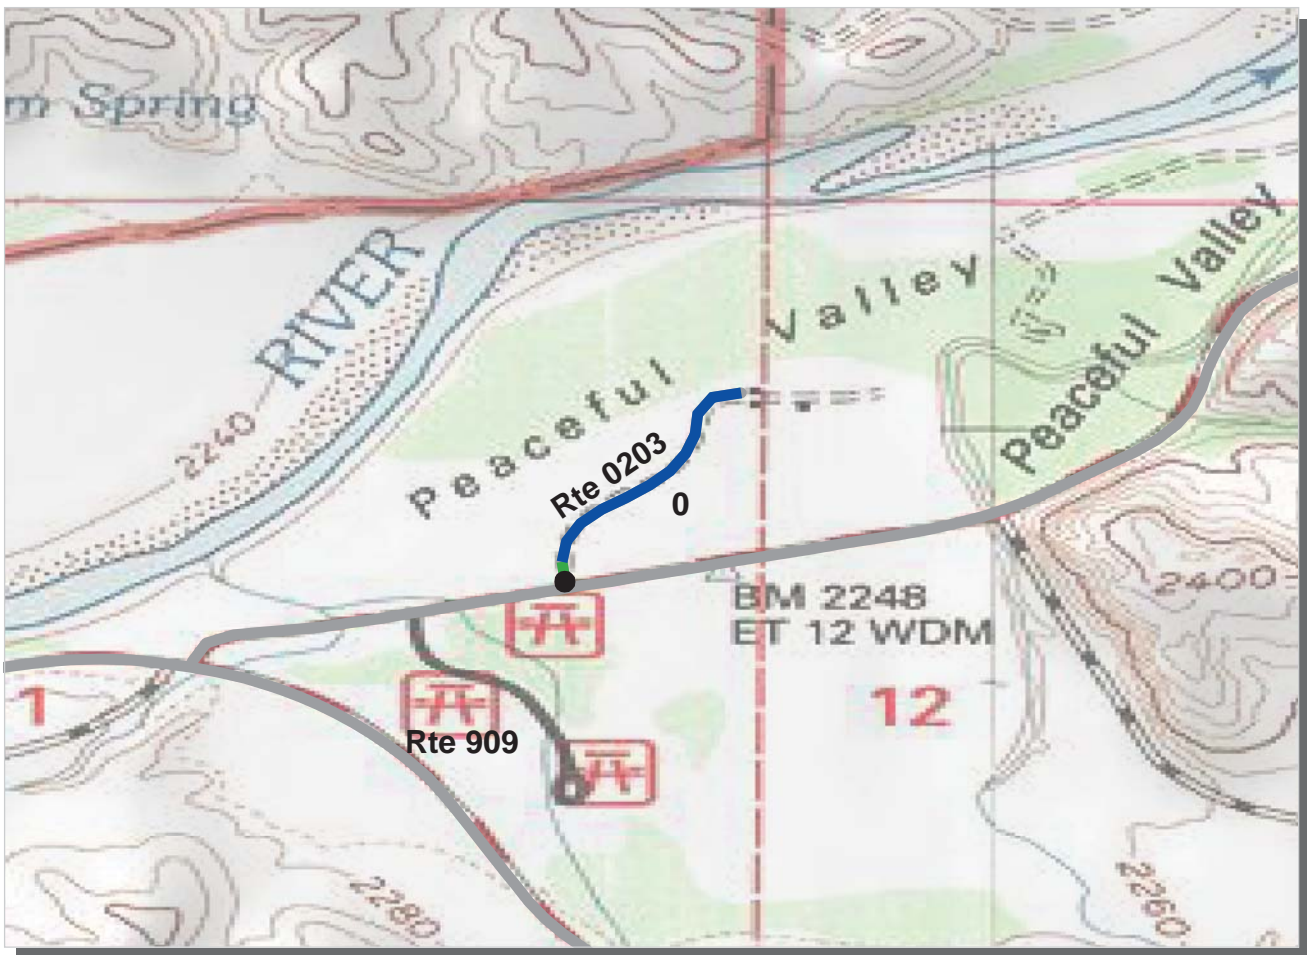 m Spring
RIVER
2240
Peaceful Valley
Peaceful Valley
Rte 0203
0
BM 2248
ET 12 WDM
2400
1
12
Rte 909
2280
2260